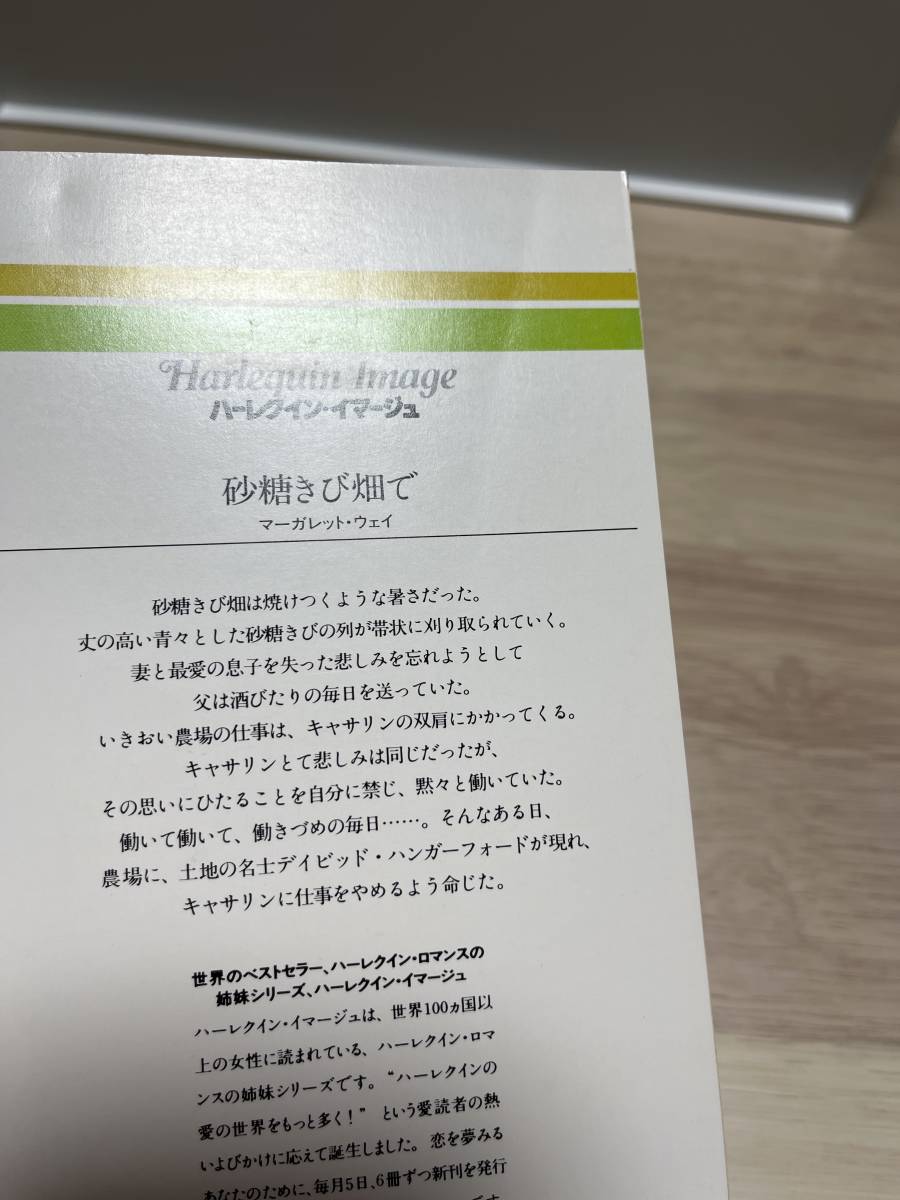 Harlequin Image
ハーレクイン・イマージュ
砂糖きび畑で
マーガレット・ウェイ
砂糖きび畑は焼けつくような暑さだった。
丈の高い青々とした砂糖きびの列が帯状に刈り取られていく。
妻と最愛の息子を失った悲しみを忘れようとして
父は酒びたりの毎日を送っていた。
いきおい農場の仕事は、キャサリンの双肩にかかってくる。
キャサリンとて悲しみは同じだったが、
その思いにひたることを自分に禁じ、黙々と働いていた。
働いて働いて、働きづめの毎日……。そんなある日、
農場に、土地の名士デイビッド・ハンガーフォードが現れ、
キャサリンに仕事をやめるよう命じた。
世界のベストセラー、ハーレクイン・ロマンスの
姉妹シリーズ、ハーレクイン・イマージュ
ハーレクイン・イマージュは、世界100ヵ国以
上の女性に読まれている、ハーレクイン・ロマ
ンスの姉妹シリーズです。“ハーレクインの
愛の世界をもっと多く!” という愛読者の熱
いよびかけに応えて誕生しました。恋を夢みる
あなたのために、毎月5日、6冊ずつ新刊を発行